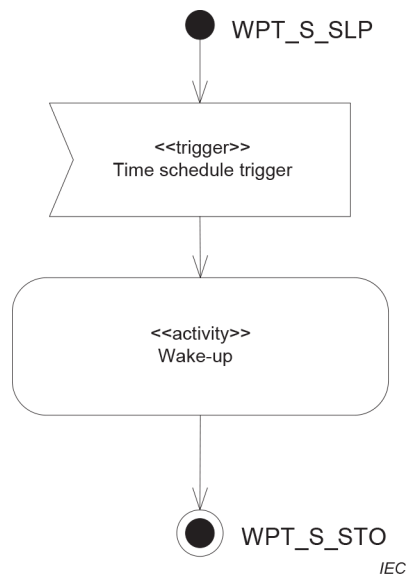 WPT_S_SLP
<<trigger>>
Time schedule trigger
<<activity>>
Wake-up
WPT_S_STO
IEC